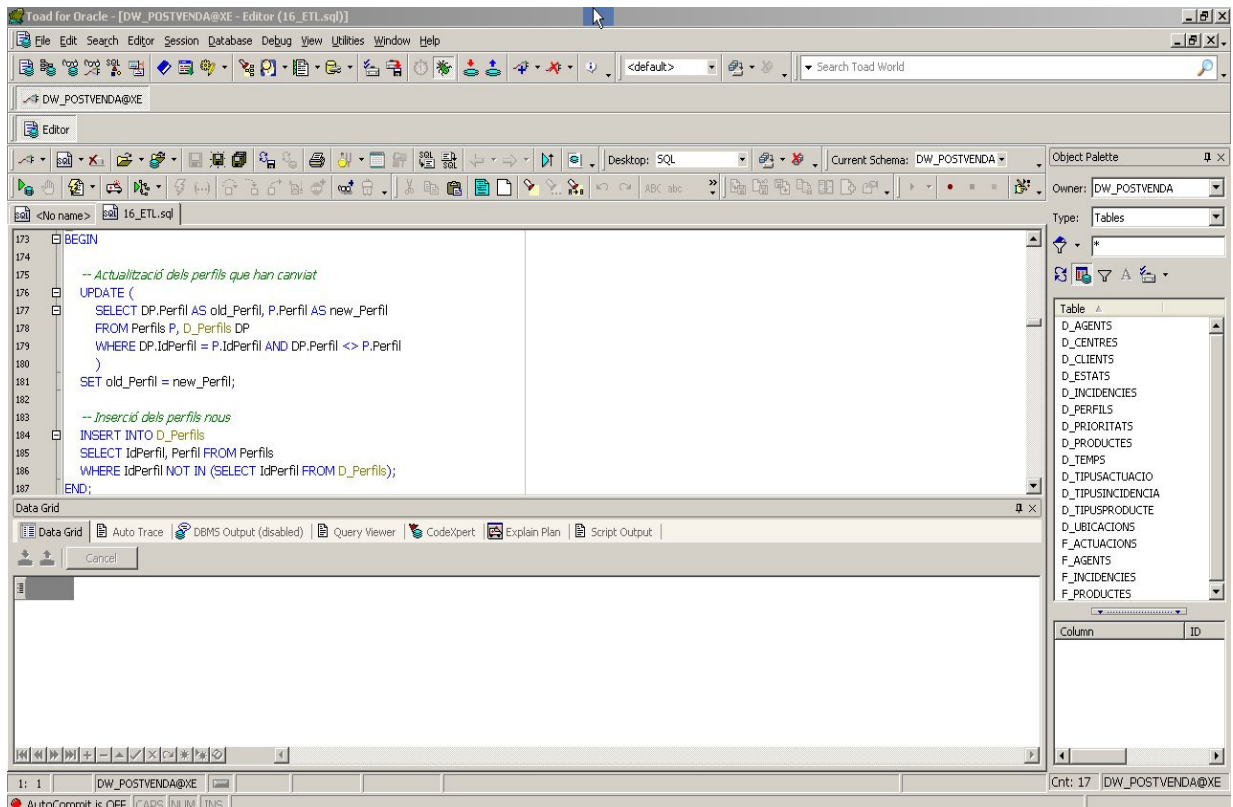 Toad for Oracle - [DW_POSTVENDA@XE - Editor (16_ETL.sql)]
File Edit Search Editor Session Database Debug View Utilities Window Help
<default>
Search Toad World
DW_POSTVENDA@XE
Editor
Desktop: SQL
Current Schema: DW_POSTVENDA
SQL
ABC abc
<No name>
16_ETL.sql
173 BEGIN
174
175 -- Actualització dels perfils que han canviat
176 UPDATE (
177 SELECT DP.Perfil AS old_Perfil, P.Perfil AS new_Perfil
178 FROM Perfils P, D_Perfils DP
179 WHERE DP.IdPerfil = P.IdPerfil AND DP.Perfil <> P.Perfil
180 )
181 SET old_Perfil = new_Perfil;
182
183 -- Inserció dels perfils nous
184 INSERT INTO D_Perfils
185 SELECT IdPerfil, Perfil FROM Perfils
186 WHERE IdPerfil NOT IN (SELECT IdPerfil FROM D_Perfils);
187 END;
Data Grid
Data Grid Auto Trace DBMS Output (disabled) Query Viewer CodeXpert Explain Plan Script Output
Cancel
Object Palette
Owner: DW_POSTVENDA
Type: Tables
*
Table
D_AGENTS
D_CENTRES
D_CLIENTS
D_ESTATS
D_INCIDENCIES
D_PERFILS
D_PRIORITATS
D_PRODUCTES
D_TEMPS
D_TIPUSACTUACIO
D_TIPUSINCIDENCIA
D_TIPUSPRODUCTE
D_UBICACIONS
F_ACTUACIONS
F_AGENTS
F_INCIDENCIES
F_PRODUCTES
Column ID
1: 1 DW_POSTVENDA@XE
Cnt: 17 DW_POSTVENDA@XE
AutoCommit is OFF CAPS NUM INS